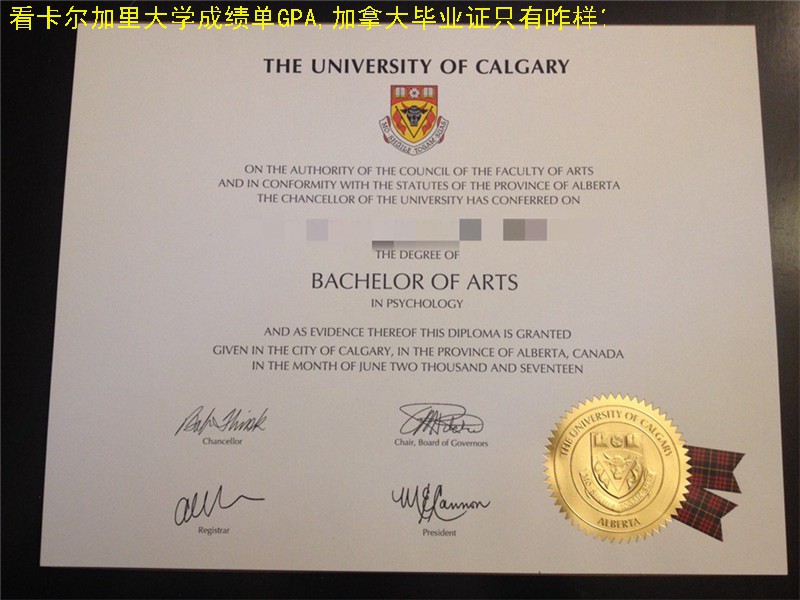 看卡尔加里大学成绩单GPA,加拿大毕业证只有咋样?
THE UNIVERSITY OF CALGARY
MO SHÙILE TOGAM SUAS
ON THE AUTHORITY OF THE COUNCIL OF THE FACULTY OF ARTS
AND IN CONFORMITY WITH THE STATUTES OF THE PROVINCE OF ALBERTA
THE CHANCELLOR OF THE UNIVERSITY HAS CONFERRED ON
THE DEGREE OF
BACHELOR OF ARTS
IN PSYCHOLOGY
AND AS EVIDENCE THEREOF THIS DIPLOMA IS GRANTED
GIVEN IN THE CITY OF CALGARY, IN THE PROVINCE OF ALBERTA, CANADA
IN THE MONTH OF JUNE TWO THOUSAND AND SEVENTEEN
Chancellor
Chair, Board of Governors
Registrar
President
THE UNIVERSITY OF CALGARY
ALBERTA